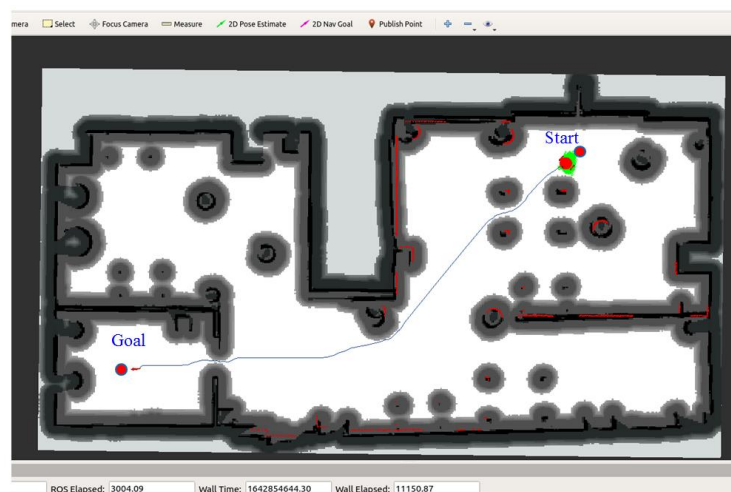 mera Select Focus Camera Measure 2D Pose Estimate 2D Nav Goal Publish Point
Start
Goal
ROS Elapsed: 3004.09 Wall Time: 1642854644.30 Wall Elapsed: 11150.87